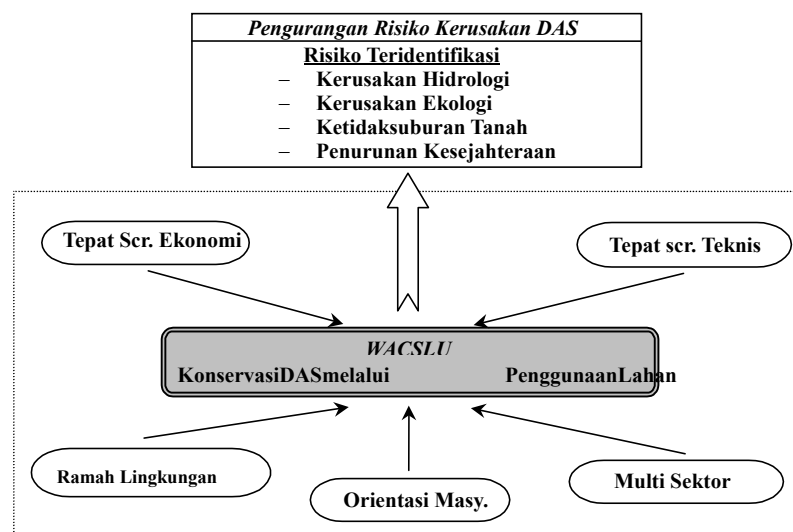 Pengurangan Risiko Kerusakan DAS
Risiko Teridentifikasi
– Kerusakan Hidrologi
– Kerusakan Ekologi
– Ketidaksuburan Tanah
– Penurunan Kesejahteraan
Tepat Scr. Ekonomi
Tepat scr. Teknis
WACSLU
KonservasiDASmelalui PenggunaanLahan
Ramah Lingkungan
Orientasi Masy.
Multi Sektor